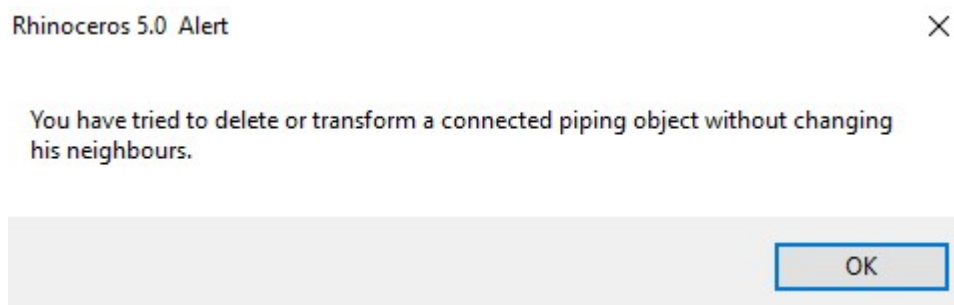 Rhinoceros 5.0 Alert
You have tried to delete or transform a connected piping object without changing
his neighbours.
OK